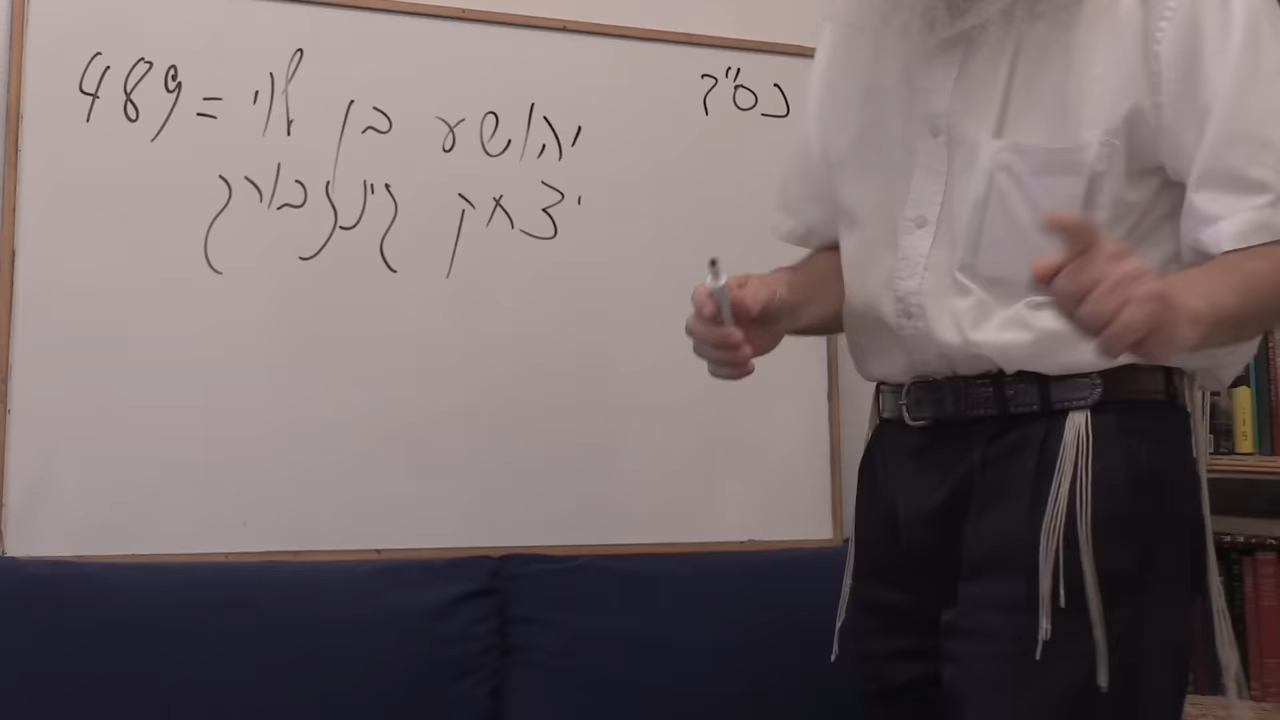 בס"ד
יהושע בן לוי = 489
יצחק גינזבורג